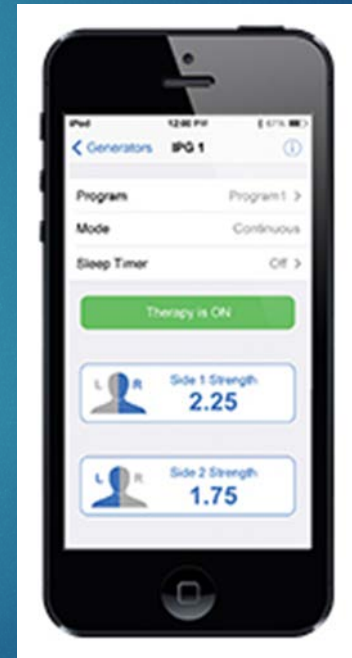 iPod 12:00 PM 67%
Generators IPG 1
Program Program1
Mode Continuous
Sleep Timer Off
Therapy is ON
L R Side 1 Strength
2.25
L R Side 2 Strength
1.75